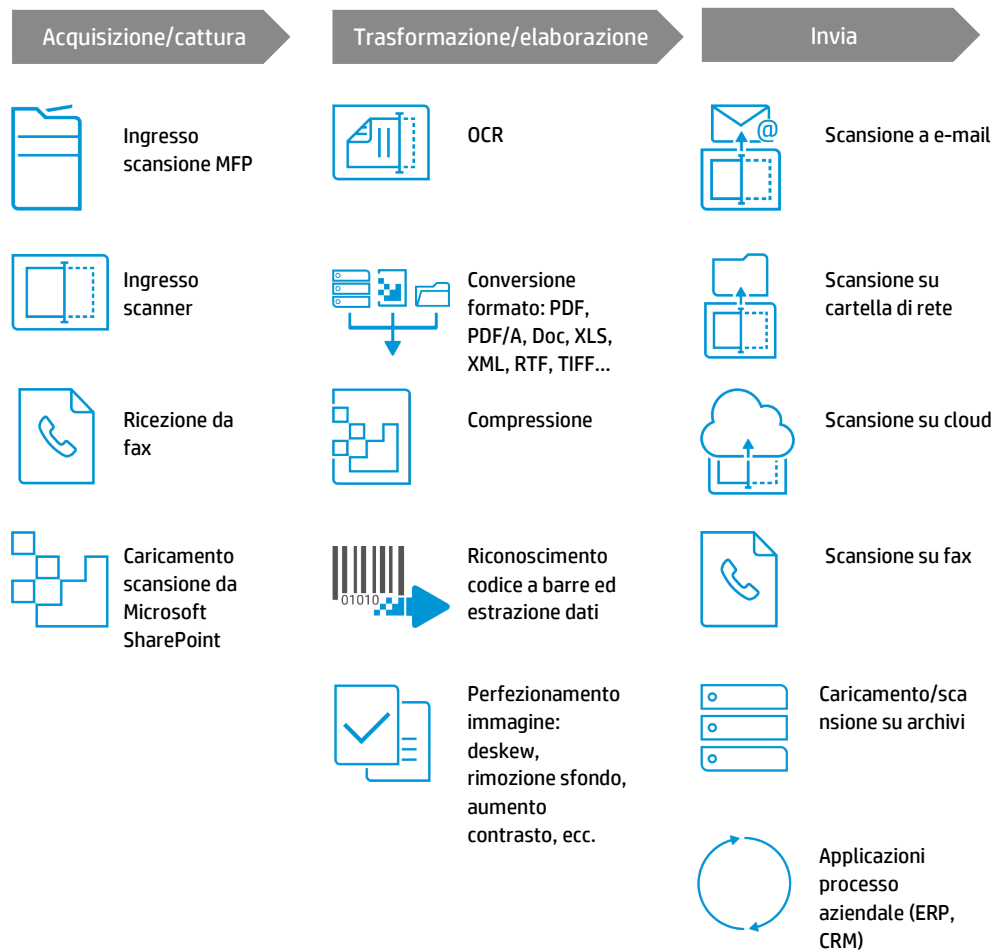 Acquisizione/cattura
Ingresso
scansione MFP
Ingresso
scanner
Ricezione da
fax
Caricamento
scansione da
Microsoft
SharePoint
Trasformazione/elaborazione
OCR
Conversione
formato: PDF,
PDF/A, Doc, XLS,
XML, RTF, TIFF...
Compressione
01010
Riconoscimento
codice a barre ed
estrazione dati
Perfezionamento
immagine:
deskew,
rimozione sfondo,
aumento
contrasto, ecc.
Invia
@
Scansione a e-mail
Scansione su
cartella di rete
Scansione su cloud
Scansione su fax
Caricamento/sca
nsione su archivi
Applicazioni
processo
aziendale (ERP,
CRM)